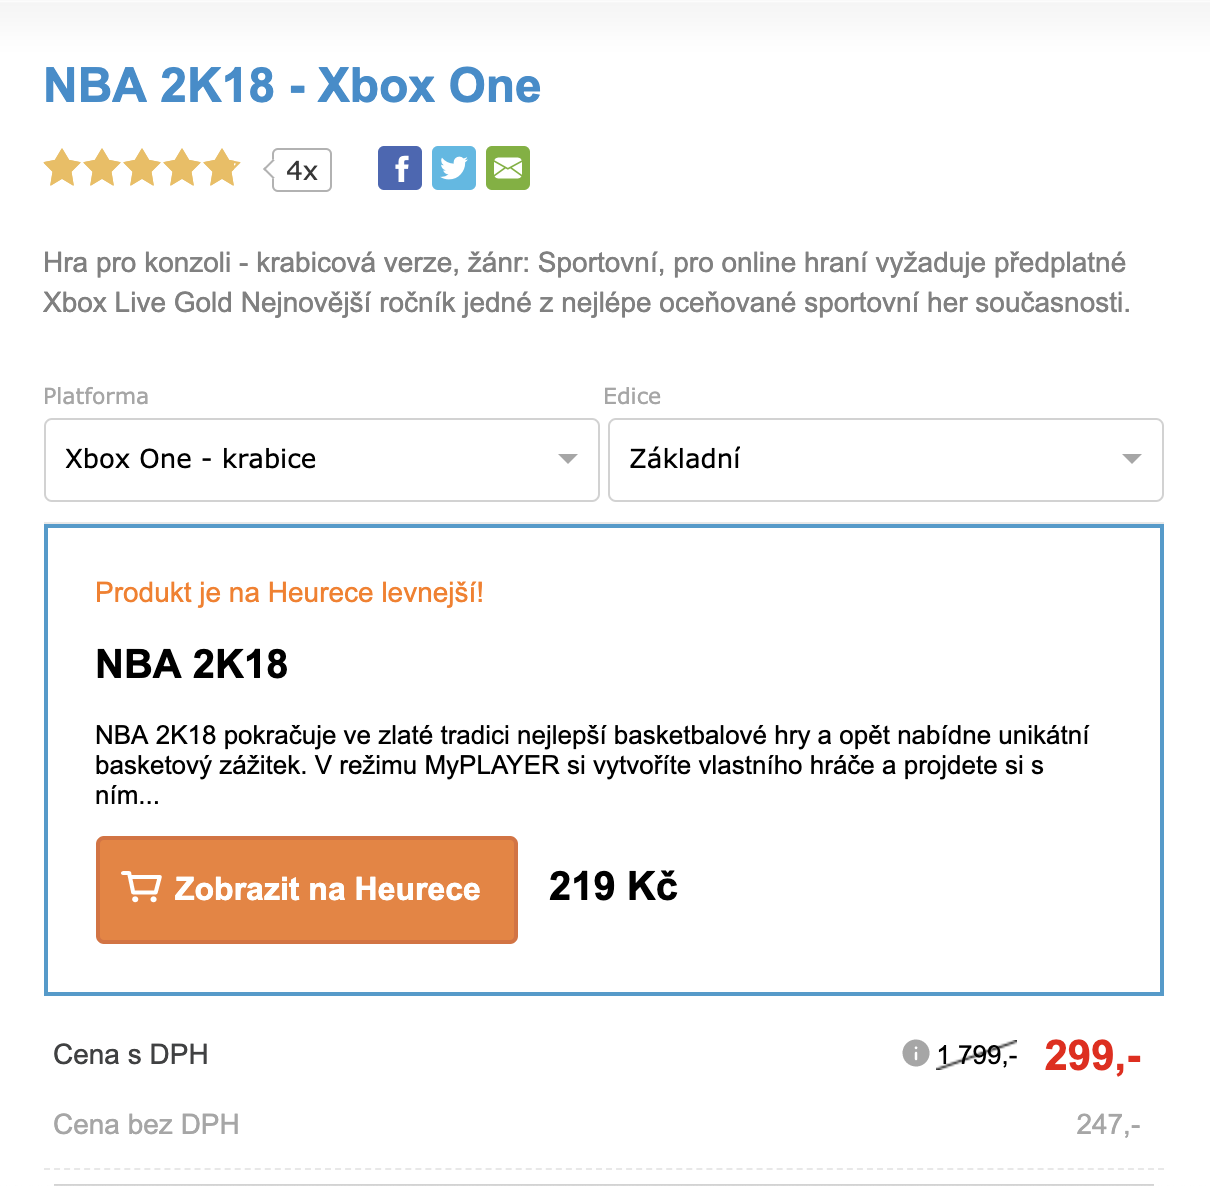 NBA 2K18 - Xbox One
4x
Hra pro konzoli - krabicová verze, žánr: Sportovní, pro online hraní vyžaduje předplatné
Xbox Live Gold Nejnovější ročník jedné z nejlépe oceňované sportovní her současnosti.
Platforma Edice
Xbox One - krabice Základní
Produkt je na Heurece levnejší!
NBA 2K18
NBA 2K18 pokračuje ve zlaté tradici nejlepší basketbalové hry a opět nabídne unikátní
basketový zážitek. V režimu MyPLAYER si vytvoříte vlastního hráče a projdete si s
ním...
Zobrazit na Heurece 219 Kč
Cena s DPH 1 799,- 299,-
Cena bez DPH 247,-